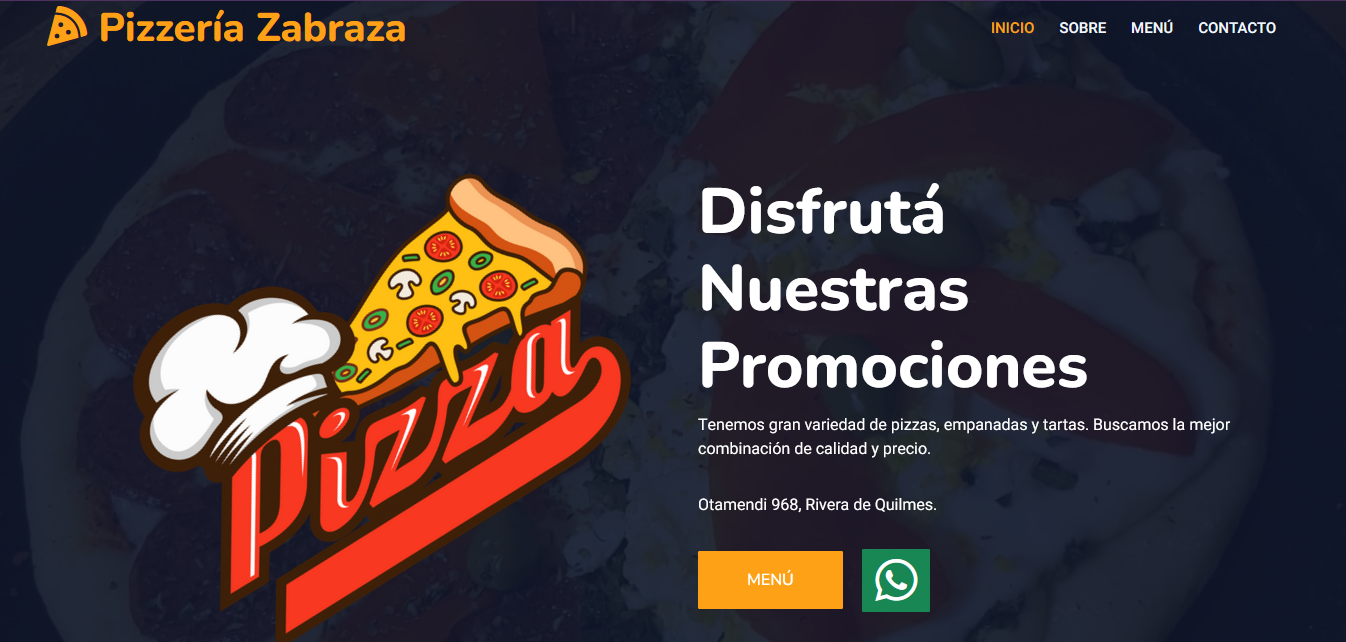 Pizzería Zabraza
INICIO SOBRE MENÚ CONTACTO
Pizza
Disfrutá
Nuestras
Promociones
Tenemos gran variedad de pizzas, empanadas y tartas. Buscamos la mejor
combinación de calidad y precio.
Otamendi 968, Rivera de Quilmes.
MENÚ